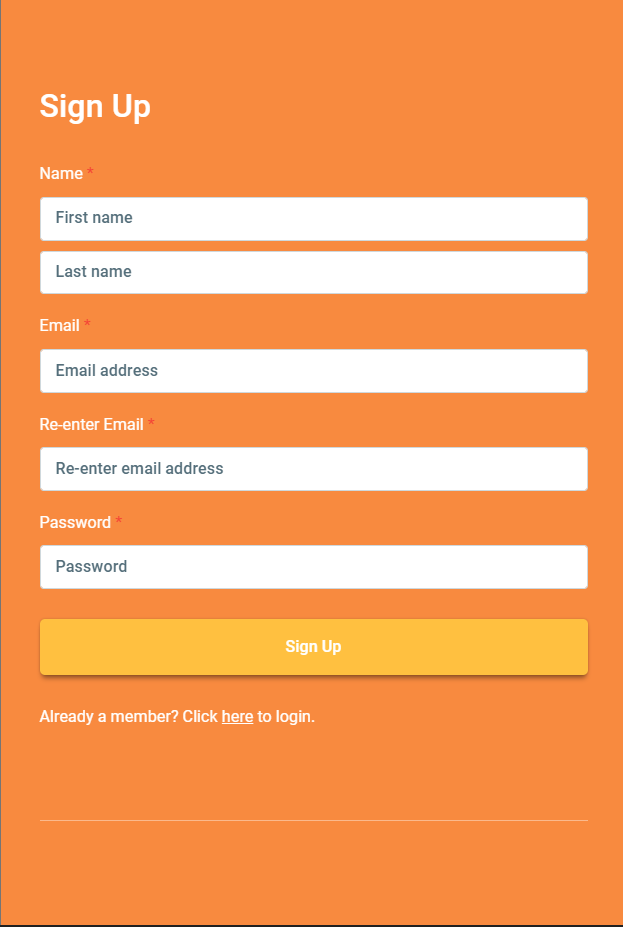 Sign Up
Name *
First name
Last name
Email *
Email address
Re-enter Email *
Re-enter email address
Password *
Password
Sign Up
Already a member? Click here to login.